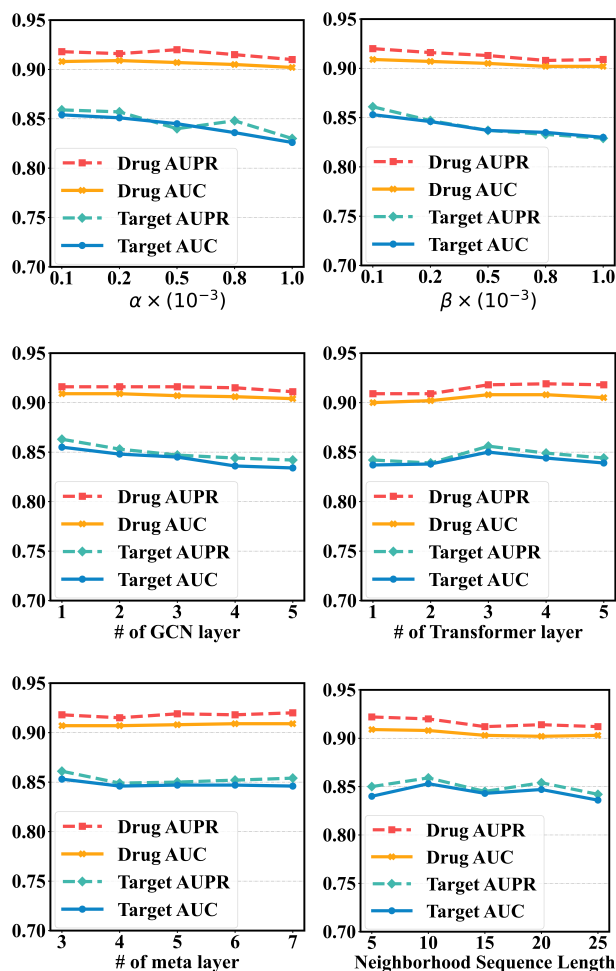 0.95
0.90
0.85
0.80
0.75
0.70
Drug AUPR
Drug AUC
Target AUPR
Target AUC
0.1 0.2 0.5 0.8 1.0
α × (10⁻³)
0.95
0.90
0.85
0.80
0.75
0.70
Drug AUPR
Drug AUC
Target AUPR
Target AUC
0.1 0.2 0.5 0.8 1.0
β × (10⁻³)
0.95
0.90
0.85
0.80
0.75
0.70
Drug AUPR
Drug AUC
Target AUPR
Target AUC
1 2 3 4 5
# of GCN layer
0.95
0.90
0.85
0.80
0.75
0.70
Drug AUPR
Drug AUC
Target AUPR
Target AUC
1 2 3 4 5
# of Transformer layer
0.95
0.90
0.85
0.80
0.75
0.70
Drug AUPR
Drug AUC
Target AUPR
Target AUC
3 4 5 6 7
# of meta layer
0.95
0.90
0.85
0.80
0.75
0.70
Drug AUPR
Drug AUC
Target AUPR
Target AUC
5 10 15 20 25
Neighborhood Sequence Length